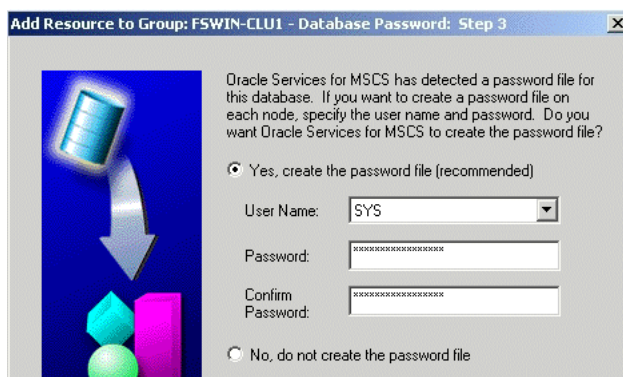 Add Resource to Group: FSWIN-CLU1 - Database Password: Step 3
Oracle Services for MSCS has detected a password file for
this database. If you want to create a password file on
each node, specify the user name and password. Do you
want Oracle Services for MSCS to create the password file?
Yes, create the password file (recommended)
User Name: SYS
Password: ****************
Confirm
Password: ****************
No, do not create the password file